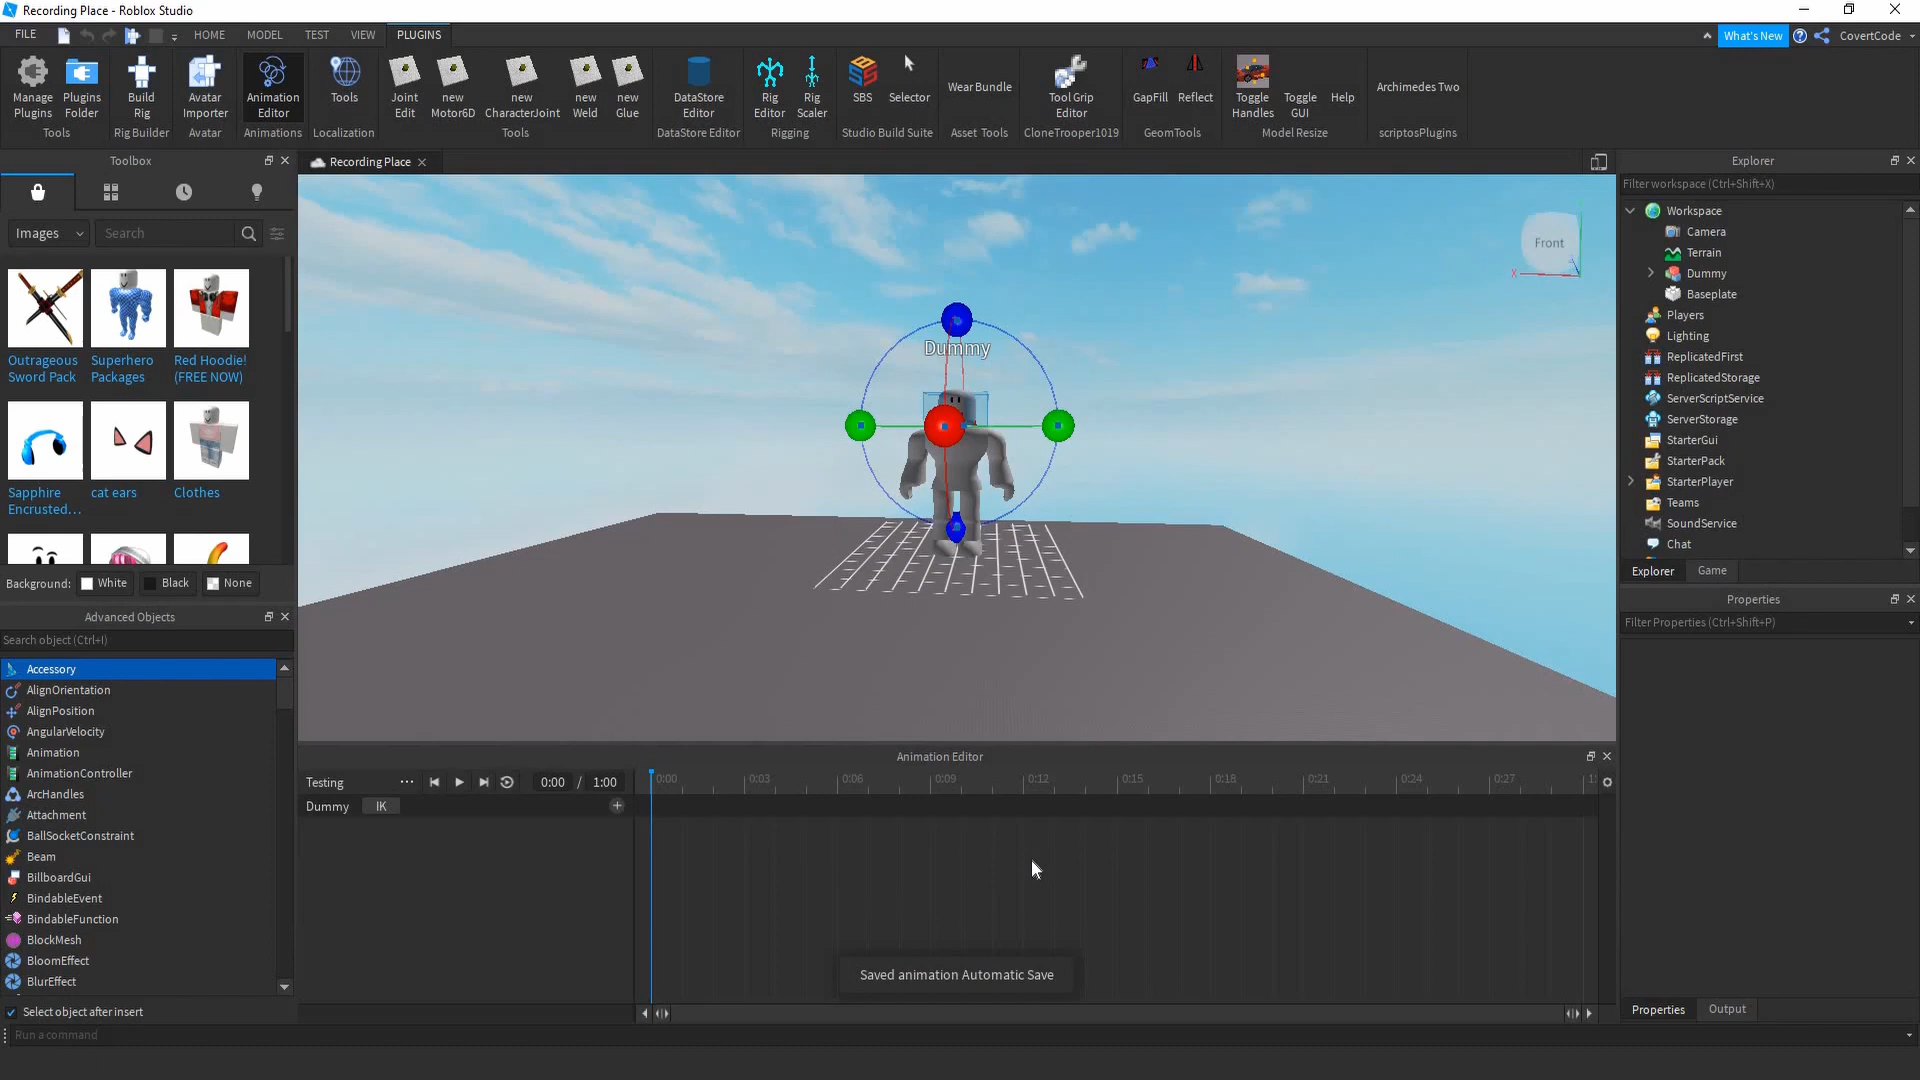 Recording Place - Roblox Studio
FILE HOME MODEL TEST VIEW PLUGINS What's New CovertCode
Manage Plugins
Plugins Folder
Tools
Build Rig
Rig Builder
Avatar Importer
Avatar
Animation Editor
Animations
Tools
Localization
Joint Edit
new Motor6D
new CharacterJoint
new Weld
new Glue
Tools
DataStore Editor
DataStore Editor
Rig Editor
Rig Scaler
Rigging
SBS
Selector
Studio Build Suite
Wear Bundle
Asset Tools
Tool Grip Editor
CloneTrooper1019
GapFill
Reflect
GeomTools
Toggle Handles
Toggle GUI
Help
Model Resize
Archimedes Two
scriptosPlugins
Toolbox
Images
Search
Outrageous Sword Pack
Superhero Packages
Red Hoodie! (FREE NOW)
Sapphire Encrusted...
cat ears
Clothes
Background: White Black None
Advanced Objects
Search object (Ctrl+I)
Accessory
AlignOrientation
AlignPosition
AngularVelocity
Animation
AnimationController
ArcHandles
Attachment
BallSocketConstraint
Beam
BillboardGui
BindableEvent
BindableFunction
BlockMesh
BloomEffect
BlurEffect
Select object after insert
Run a command
Recording Place
Dummy
Front
X
Animation Editor
Testing ... 0:00 / 1:00
0:00 0:03 0:06 0:09 0:12 0:15 0:18 0:21 0:24 0:27 1:
Dummy IK
Saved animation Automatic Save
Explorer
Filter workspace (Ctrl+Shift+X)
Workspace
Camera
Terrain
Dummy
Baseplate
Players
Lighting
ReplicatedFirst
ReplicatedStorage
ServerScriptService
ServerStorage
StarterGui
StarterPack
StarterPlayer
Teams
SoundService
Chat
Explorer Game
Properties
Filter Properties (Ctrl+Shift+P)
Properties Output